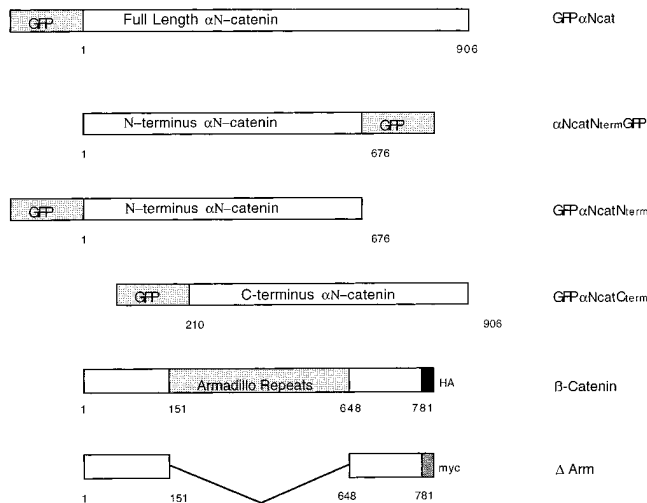 GFP Full Length αN–catenin GFPαNcat
1 906
N–terminus αN–catenin GFP αNcatNtermGFP
1 676
GFP N–terminus αN–catenin GFPαNcatNterm
1 676
GFP C–terminus αN–catenin GFPαNcatCterm
210 906
Armadillo Repeats HA β-Catenin
1 151 648 781
myc Δ Arm
1 151 648 781